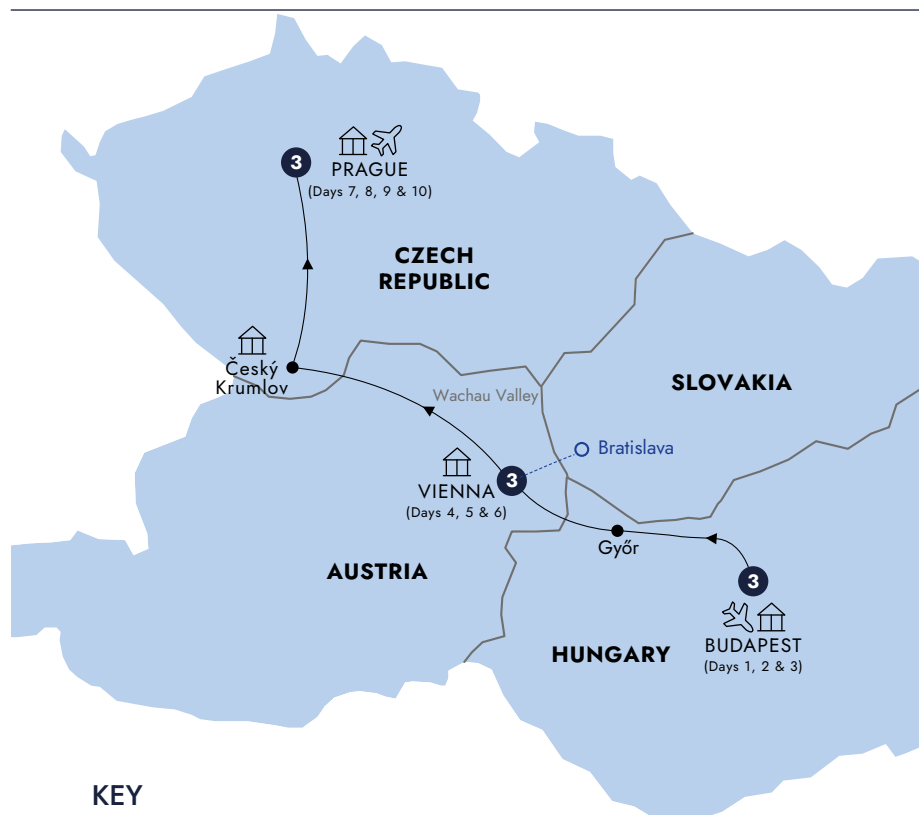 3
PRAGUE
(Days 7, 8, 9 & 10)
CZECH
REPUBLIC
Český
Krumlov
SLOVAKIA
Wachau Valley
Bratislava
3
VIENNA
(Days 4, 5 & 6)
Győr
AUSTRIA
3
BUDAPEST
(Days 1, 2 & 3)
HUNGARY
KEY